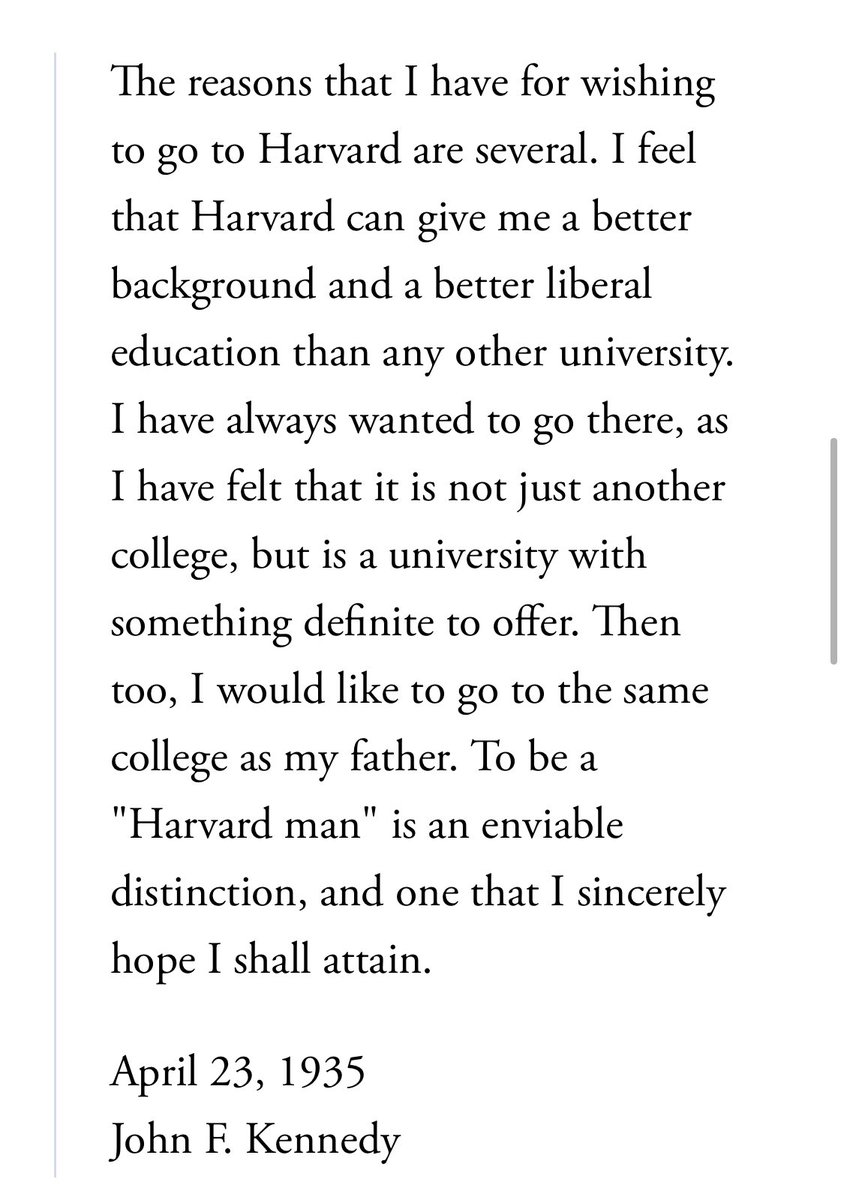 The reasons that I have for wishing
to go to Harvard are several. I feel
that Harvard can give me a better
background and a better liberal
education than any other university.
I have always wanted to go there, as
I have felt that it is not just another
college, but is a university with
something definite to offer. Then
too, I would like to go to the same
college as my father. To be a
"Harvard man" is an enviable
distinction, and one that I sincerely
hope I shall attain.
April 23, 1935
John F. Kennedy